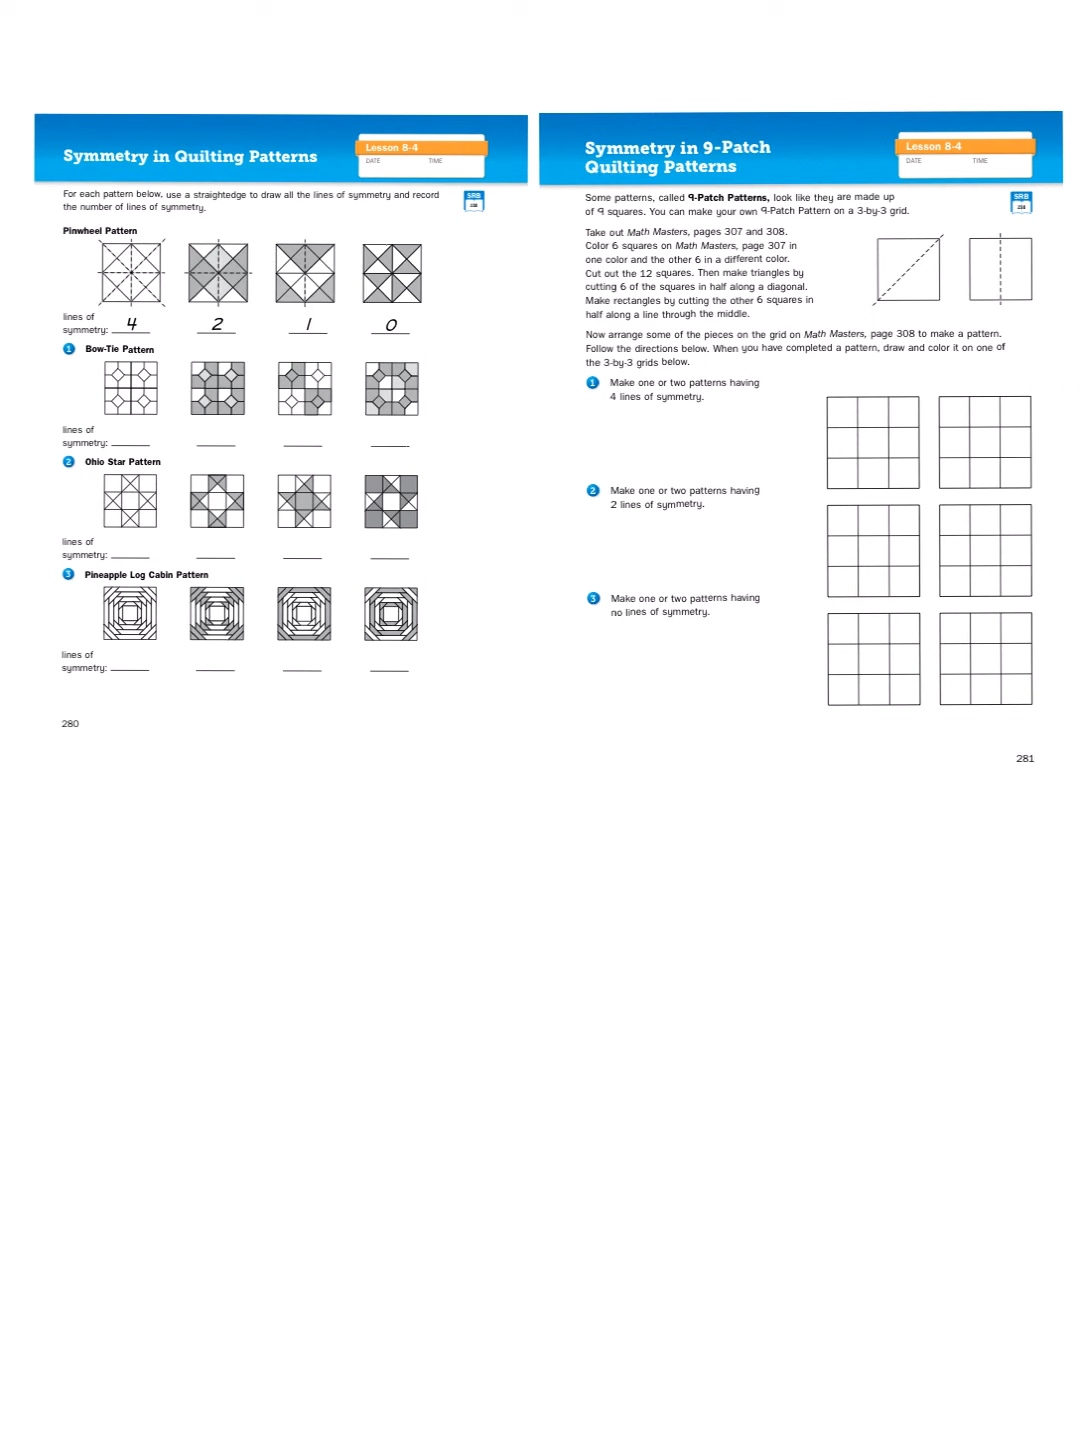 Symmetry in Quilting Patterns
Lesson 8-4
DATE TIME
For each pattern below, use a straightedge to draw all the lines of symmetry and record
the number of lines of symmetry.
SRB
238
Pinwheel Pattern
lines of
symmetry: 4 2 1 0
1 Bow-Tie Pattern
lines of
symmetry:
2 Ohio Star Pattern
lines of
symmetry:
3 Pineapple Log Cabin Pattern
lines of
symmetry:
280
Symmetry in 9-Patch
Quilting Patterns
Lesson 8-4
DATE TIME
Some patterns, called 9-Patch Patterns, look like they are made up
of 9 squares. You can make your own 9-Patch Pattern on a 3-by-3 grid.
SRB
238
Take out Math Masters, pages 307 and 308.
Color 6 squares on Math Masters, page 307 in
one color and the other 6 in a different color.
Cut out the 12 squares. Then make triangles by
cutting 6 of the squares in half along a diagonal.
Make rectangles by cutting the other 6 squares in
half along a line through the middle.
Now arrange some of the pieces on the grid on Math Masters, page 308 to make a pattern.
Follow the directions below. When you have completed a pattern, draw and color it on one of
the 3-by-3 grids below.
1 Make one or two patterns having
4 lines of symmetry.
2 Make one or two patterns having
2 lines of symmetry.
3 Make one or two patterns having
no lines of symmetry.
281